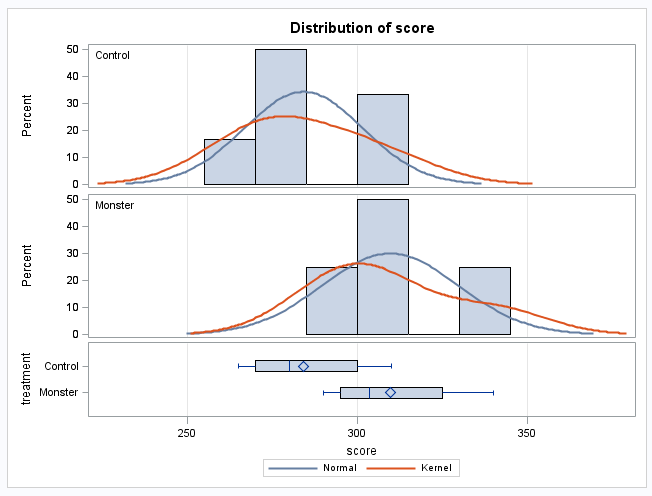 Distribution of score
Control
50
40
30
20
10
0
Percent
Monster
50
40
30
20
10
0
Percent
treatment
Control
Monster
250 300 350
score
Normal Kernel